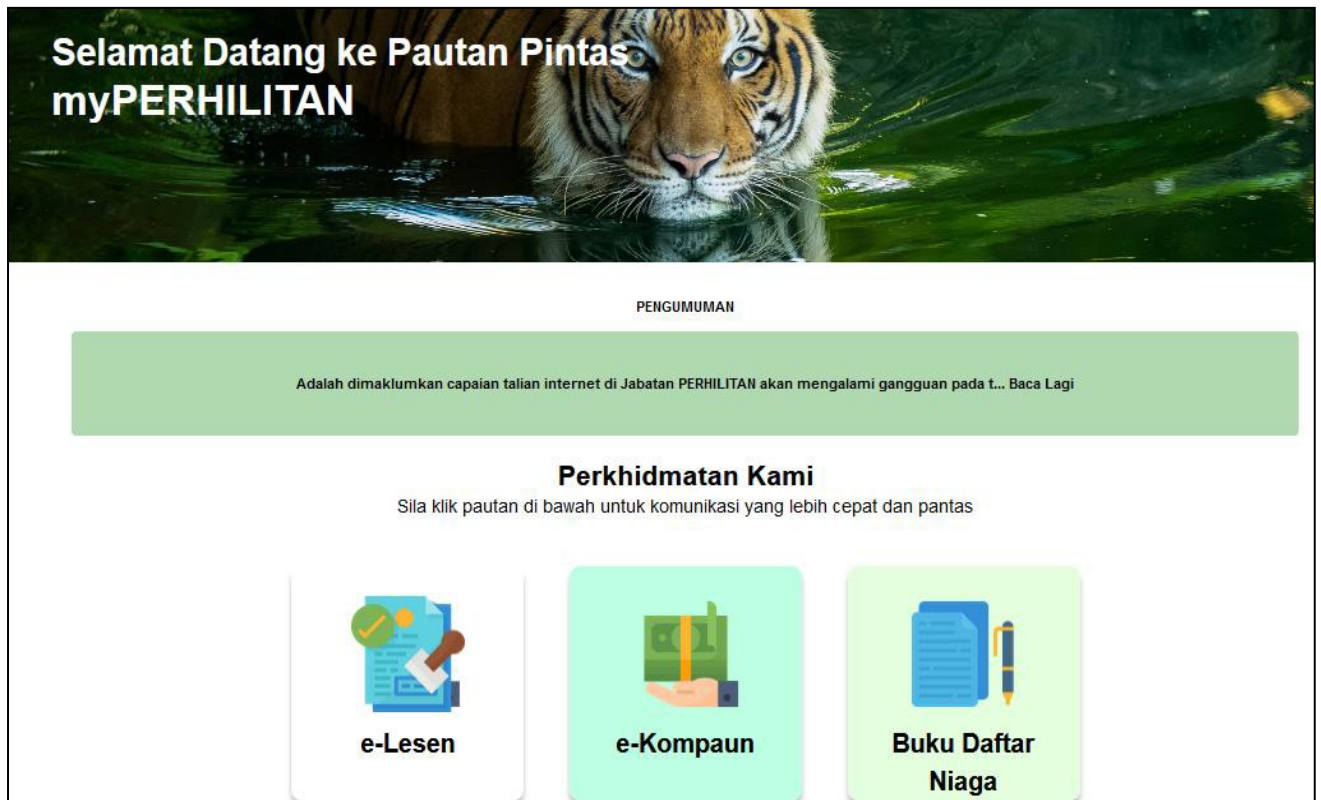 Selamat Datang ke Pautan Pintas
myPERHILITAN
PENGUMUMAN
Adalah dimaklumkan capaian talian internet di Jabatan PERHILITAN akan mengalami gangguan pada t... Baca Lagi
Perkhidmatan Kami
Sila klik pautan di bawah untuk komunikasi yang lebih cepat dan pantas
e-Lesen
e-Kompaun
Buku Daftar
Niaga